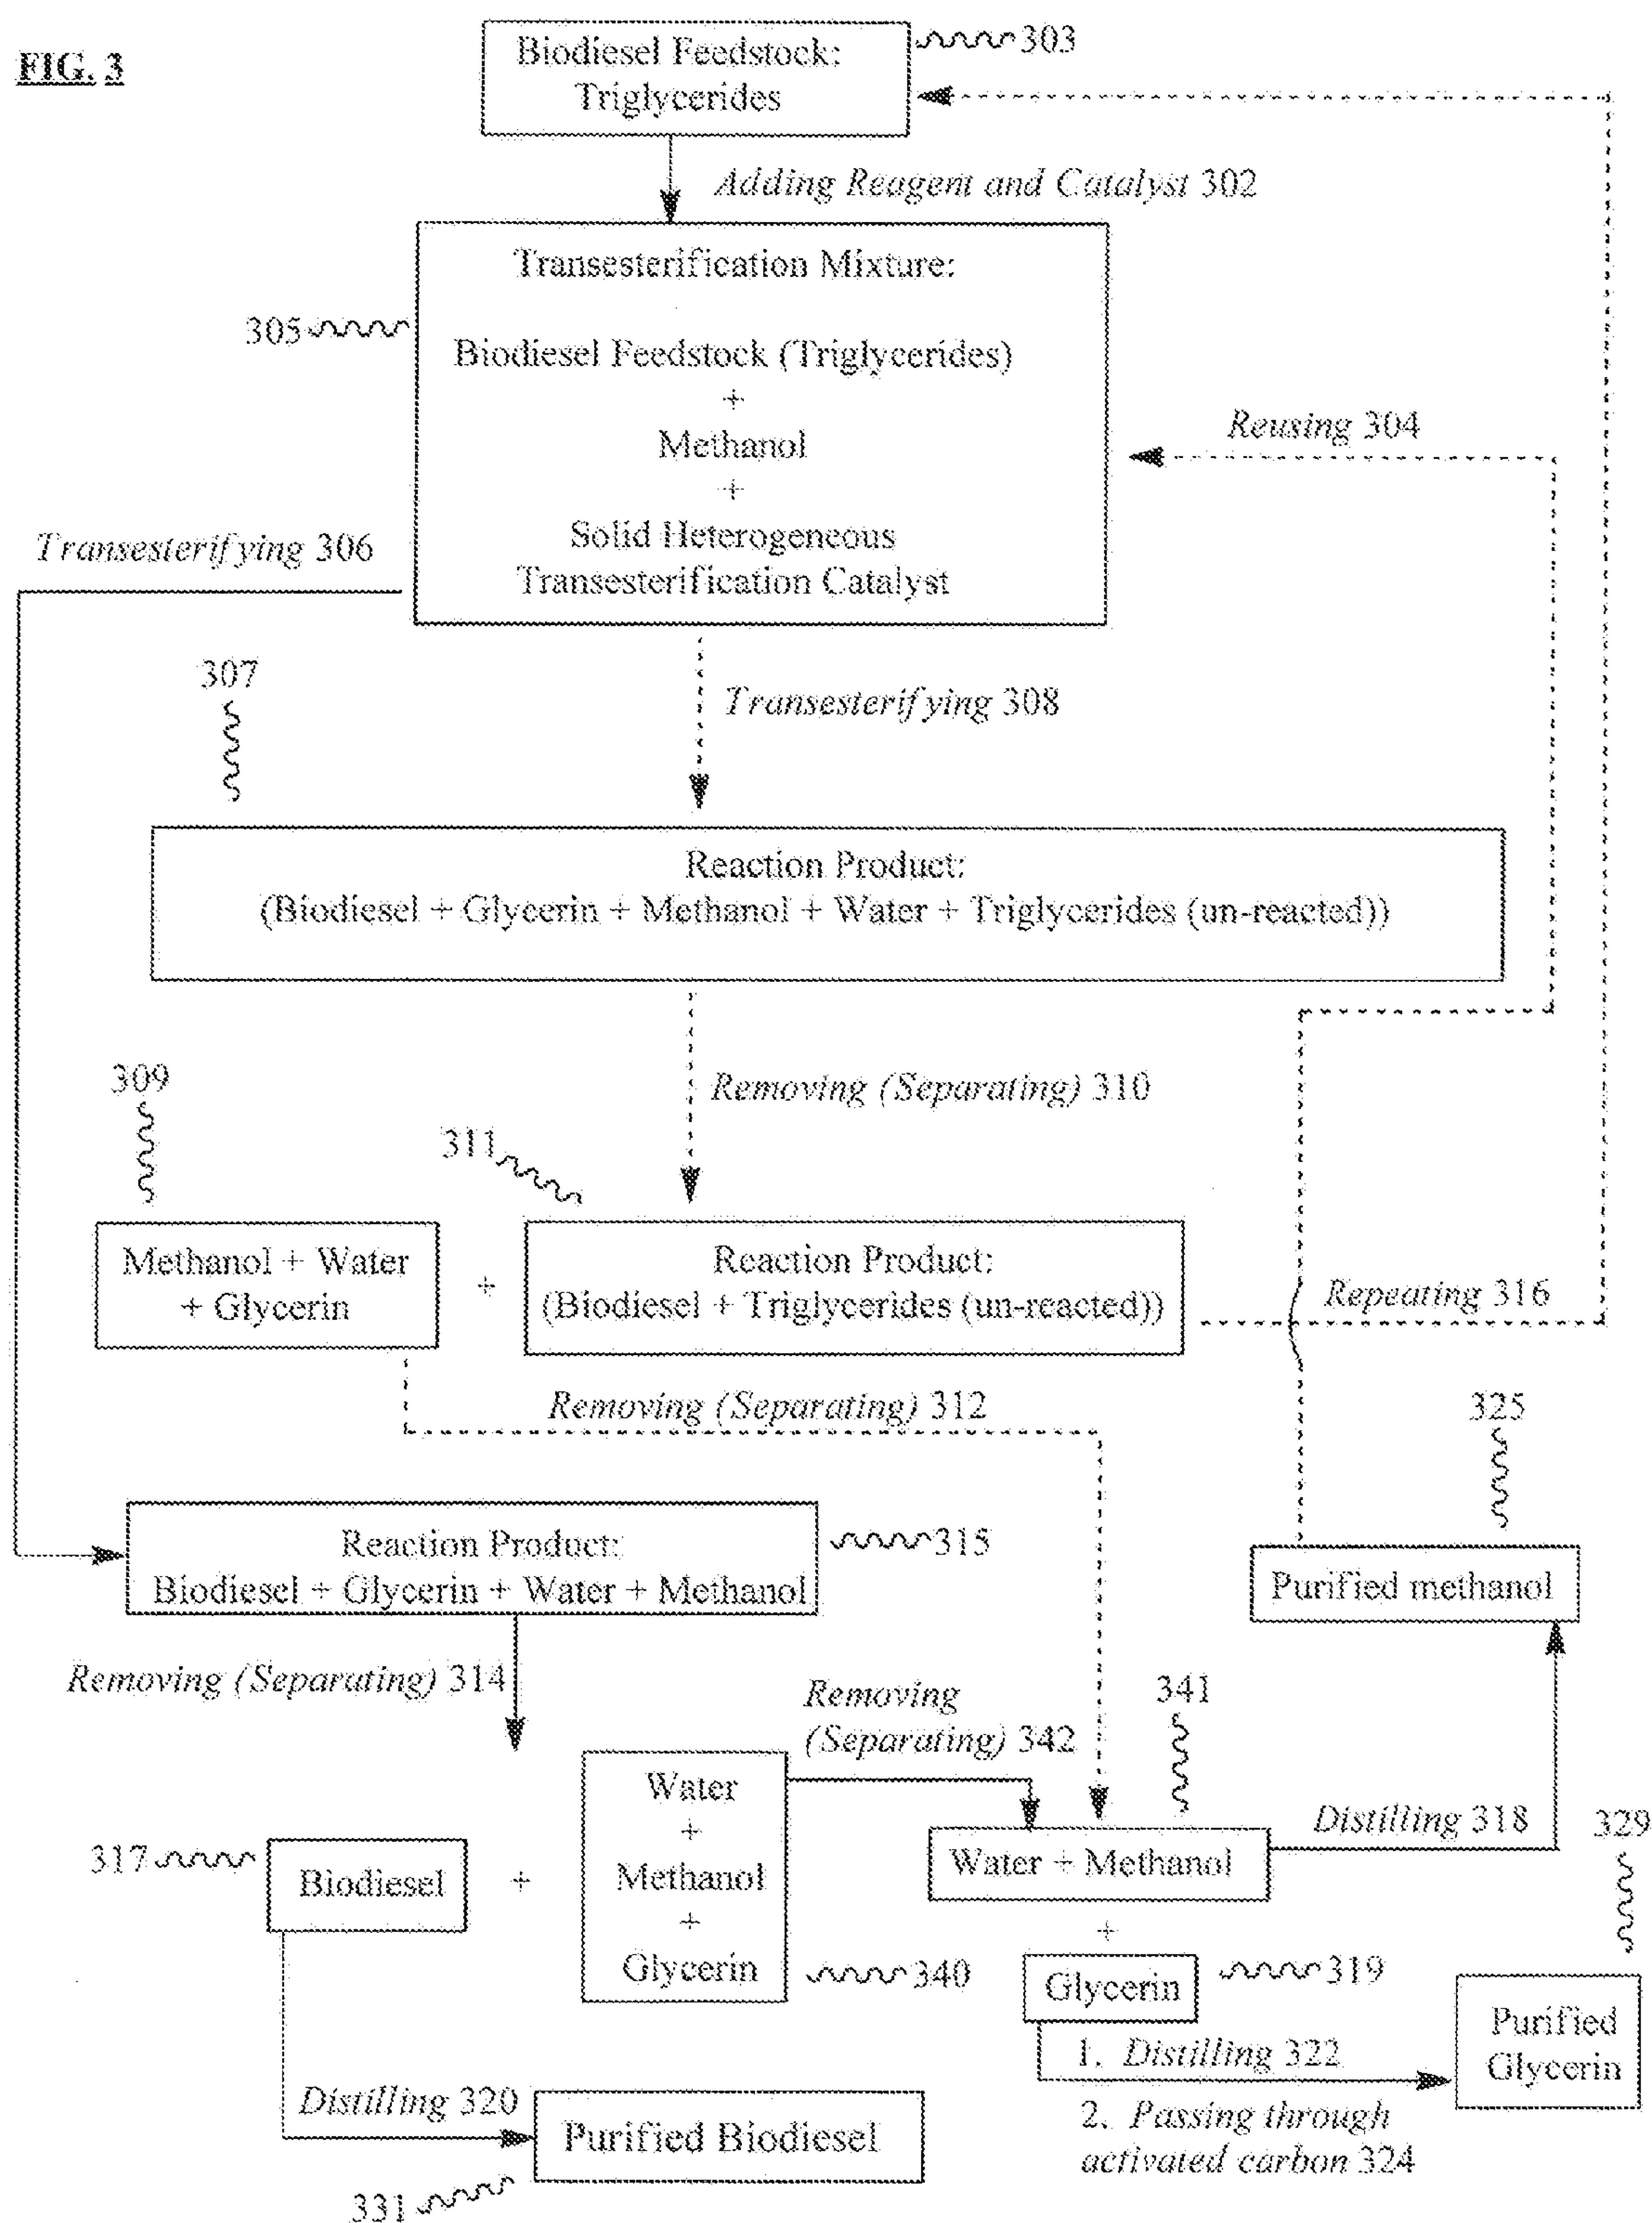 FIG. 3
Biodiesel Feedstock:
Triglycerides
303
Adding Reagent and Catalyst 302
Transesterification Mixture:
305
Biodiesel Feedstock (Triglycerides)
+
Methanol
+
Solid Heterogeneous
Transesterification Catalyst
Reusing 304
Transesterifying 306
307
Transesterifying 308
Reaction Product:
(Biodiesel + Glycerin + Methanol + Water + Triglycerides (un-reacted))
309
Removing (Separating) 310
311
Methanol + Water
+ Glycerin
+
Reaction Product:
(Biodiesel + Triglycerides (un-reacted))
Repeating 316
Removing (Separating) 312
325
Reaction Product:
Biodiesel + Glycerin + Water + Methanol
315
Purified methanol
Removing (Separating) 314
Removing
(Separating) 342
341
317
Biodiesel
+
Water
+
Methanol
+
Glycerin
340
Water + Methanol
Distilling 318
329
+
Glycerin
319
Purified
Glycerin
1. Distilling 322
2. Passing through
activated carbon 324
Distilling 320
Purified Biodiesel
331